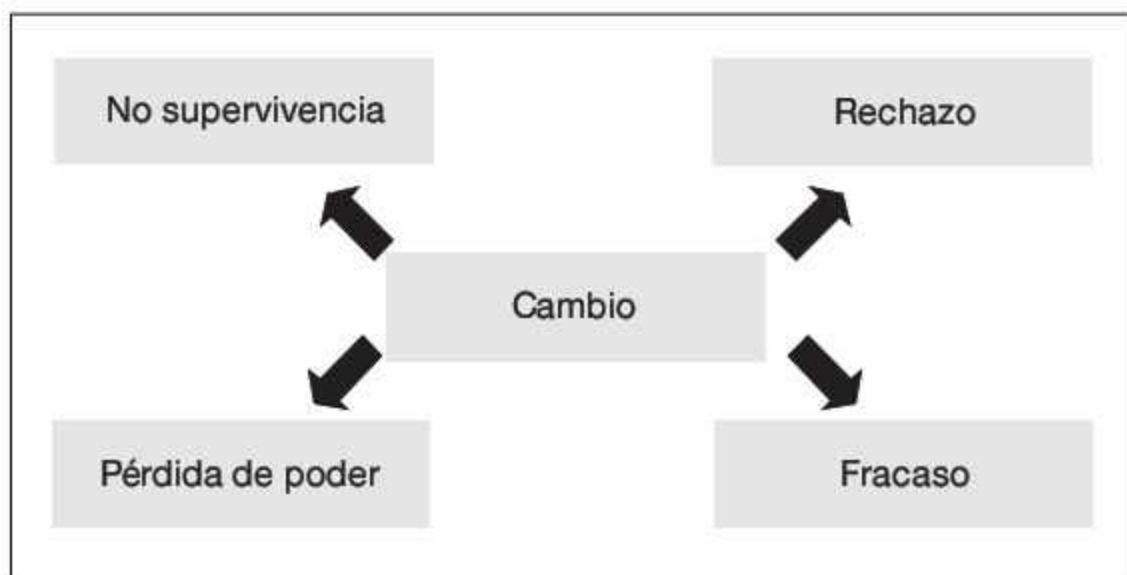 No supervivencia
Rechazo
Cambio
Pérdida de poder
Fracaso